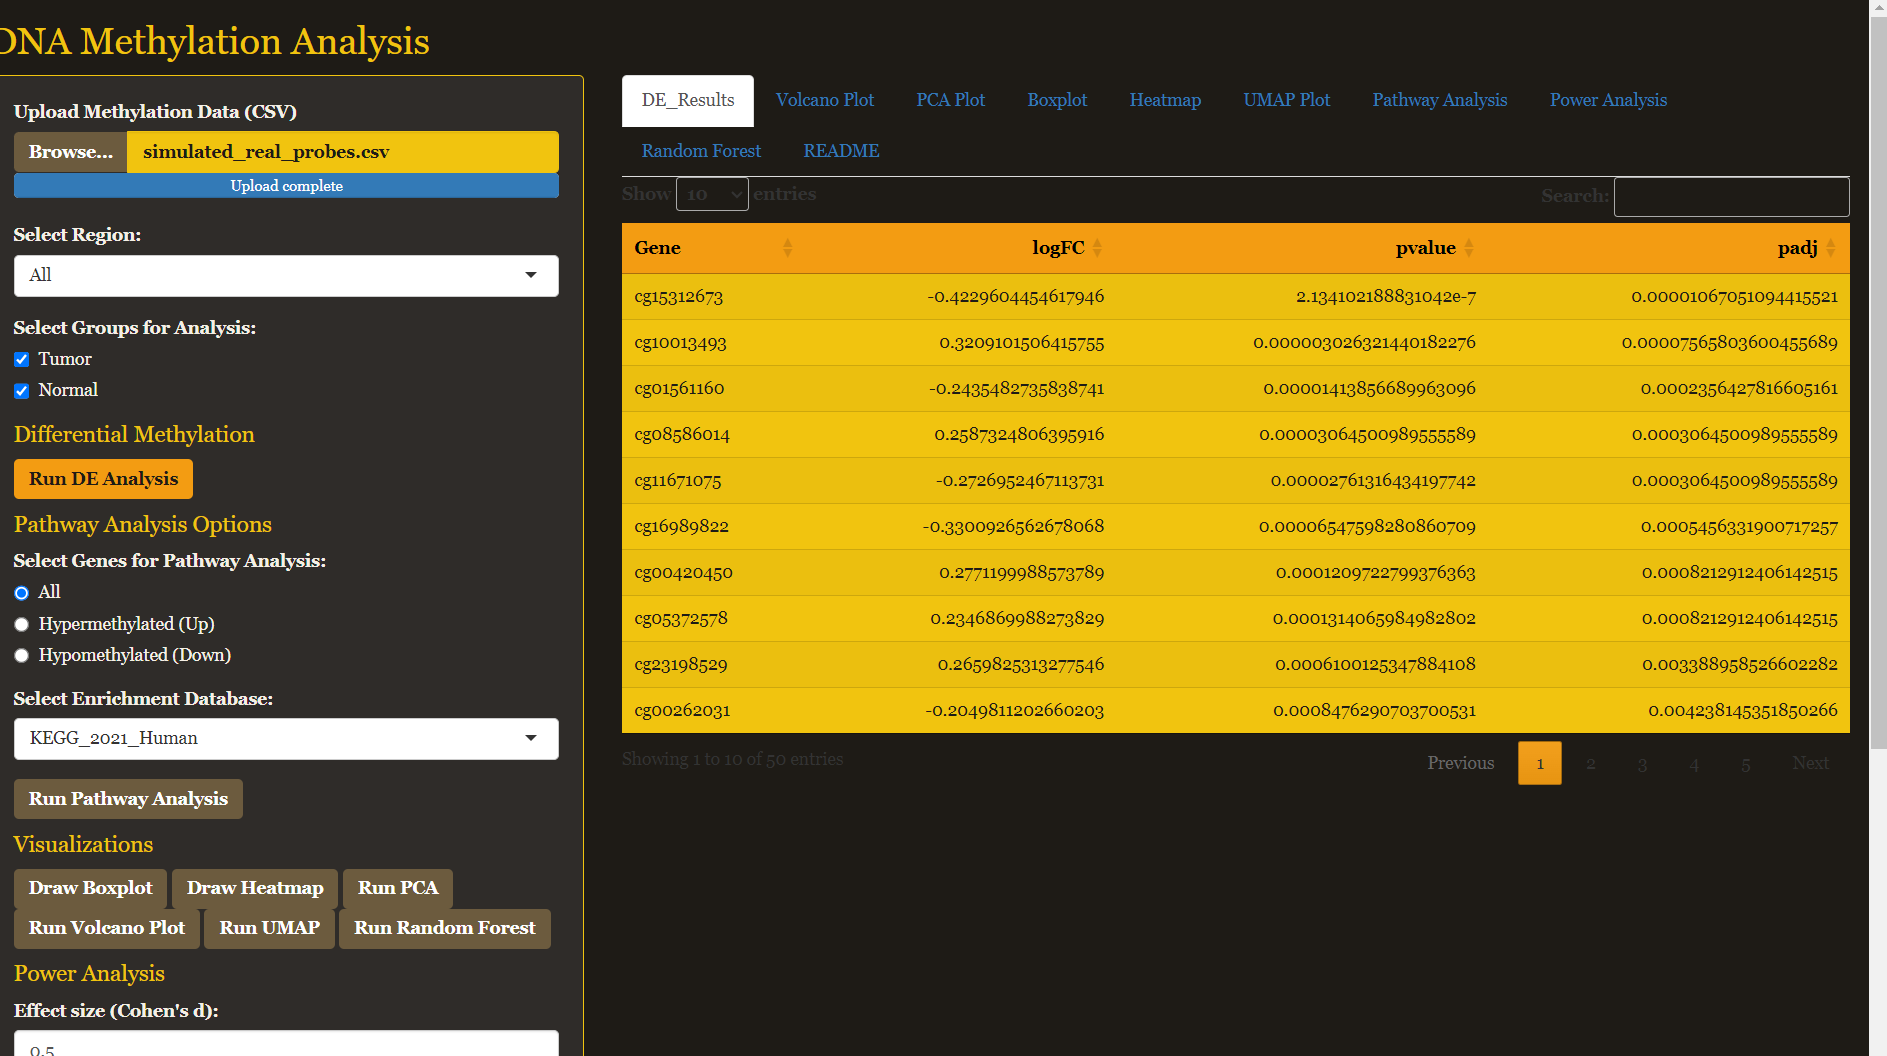 DNA Methylation Analysis
Upload Methylation Data (CSV)
Browse... simulated_real_probes.csv
Upload complete
Select Region:
All
Select Groups for Analysis:
Tumor
Normal
Differential Methylation
Run DE Analysis
Pathway Analysis Options
Select Genes for Pathway Analysis:
All
Hypermethylated (Up)
Hypomethylated (Down)
Select Enrichment Database:
KEGG_2021_Human
Run Pathway Analysis
Visualizations
Draw Boxplot Draw Heatmap Run PCA
Run Volcano Plot Run UMAP Run Random Forest
Power Analysis
Effect size (Cohen's d):
0.5
DE_Results Volcano Plot PCA Plot Boxplot Heatmap UMAP Plot Pathway Analysis Power Analysis
Random Forest README
Show 10 entries Search:
Gene logFC pvalue padj
cg15312673 -0.4229604454617946 2.134102188831042e-7 0.00001067051094415521
cg10013493 0.3209101506415755 0.000003026321440182276 0.00007565803600455689
cg01561160 -0.2435482735838741 0.00001413856689963096 0.0002356427816605161
cg08586014 0.2587324806395916 0.00003064500989555589 0.0003064500989555589
cg11671075 -0.2726952467113731 0.00002761316434197742 0.0003064500989555589
cg16989822 -0.3300926562678068 0.00006547598280860709 0.0005456331900717257
cg00420450 0.2771199988573789 0.0001209722799376363 0.0008212912406142515
cg05372578 0.2346869988273829 0.0001314065984982802 0.0008212912406142515
cg23198529 0.2659825313277546 0.0006100125347884108 0.003388958526602282
cg00262031 -0.2049811202660203 0.0008476290703700531 0.004238145351850266
Showing 1 to 10 of 50 entries Previous 1 2 3 4 5 Next